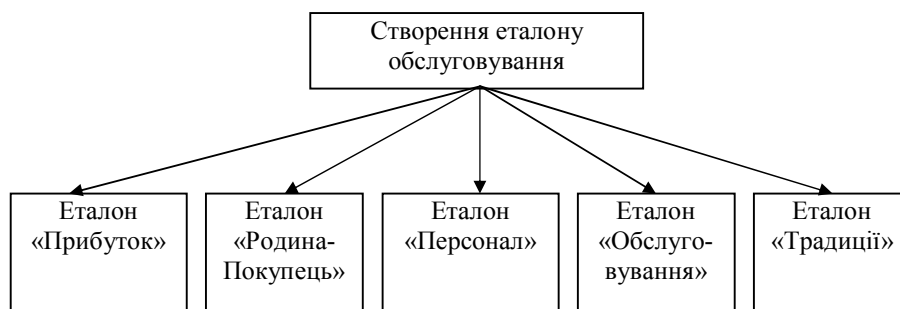 Створення еталону
обслуговування
Еталон
«Прибуток»
Еталон
«Родина-
Покупець»
Еталон
«Персонал»
Еталон
«Обслуго-
вування»
Еталон
«Традиції»